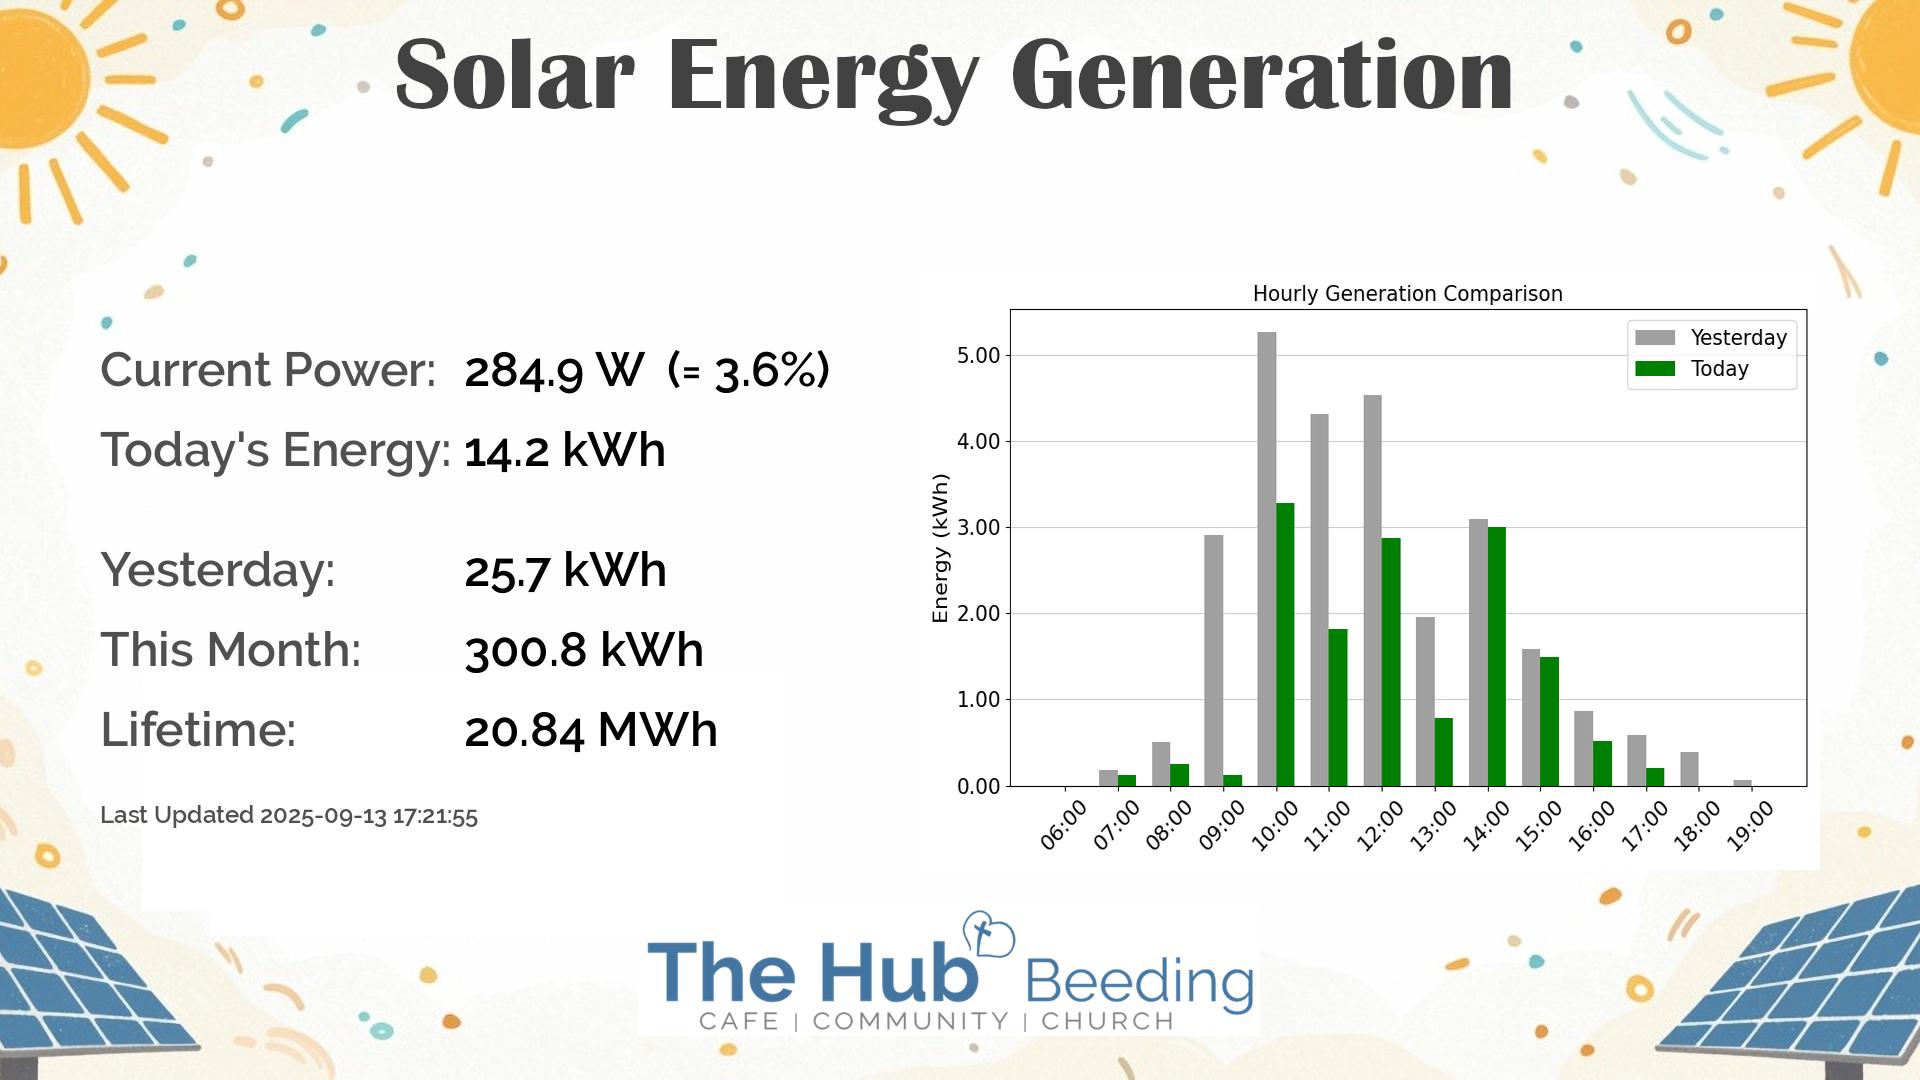 Solar Energy Generation
Current Power: 284.9 W (= 3.6%)
Today's Energy: 14.2 kWh
Yesterday: 25.7 kWh
This Month: 300.8 kWh
Lifetime: 20.84 MWh
Last Updated 2025-09-13 17:21:55
Hourly Generation Comparison
Yesterday
Today
Energy (kWh)
5.00
4.00
3.00
2.00
1.00
0.00
06:00 07:00 08:00 09:00 10:00 11:00 12:00 13:00 14:00 15:00 16:00 17:00 18:00 19:00
The Hub Beeding
CAFE | COMMUNITY | CHURCH